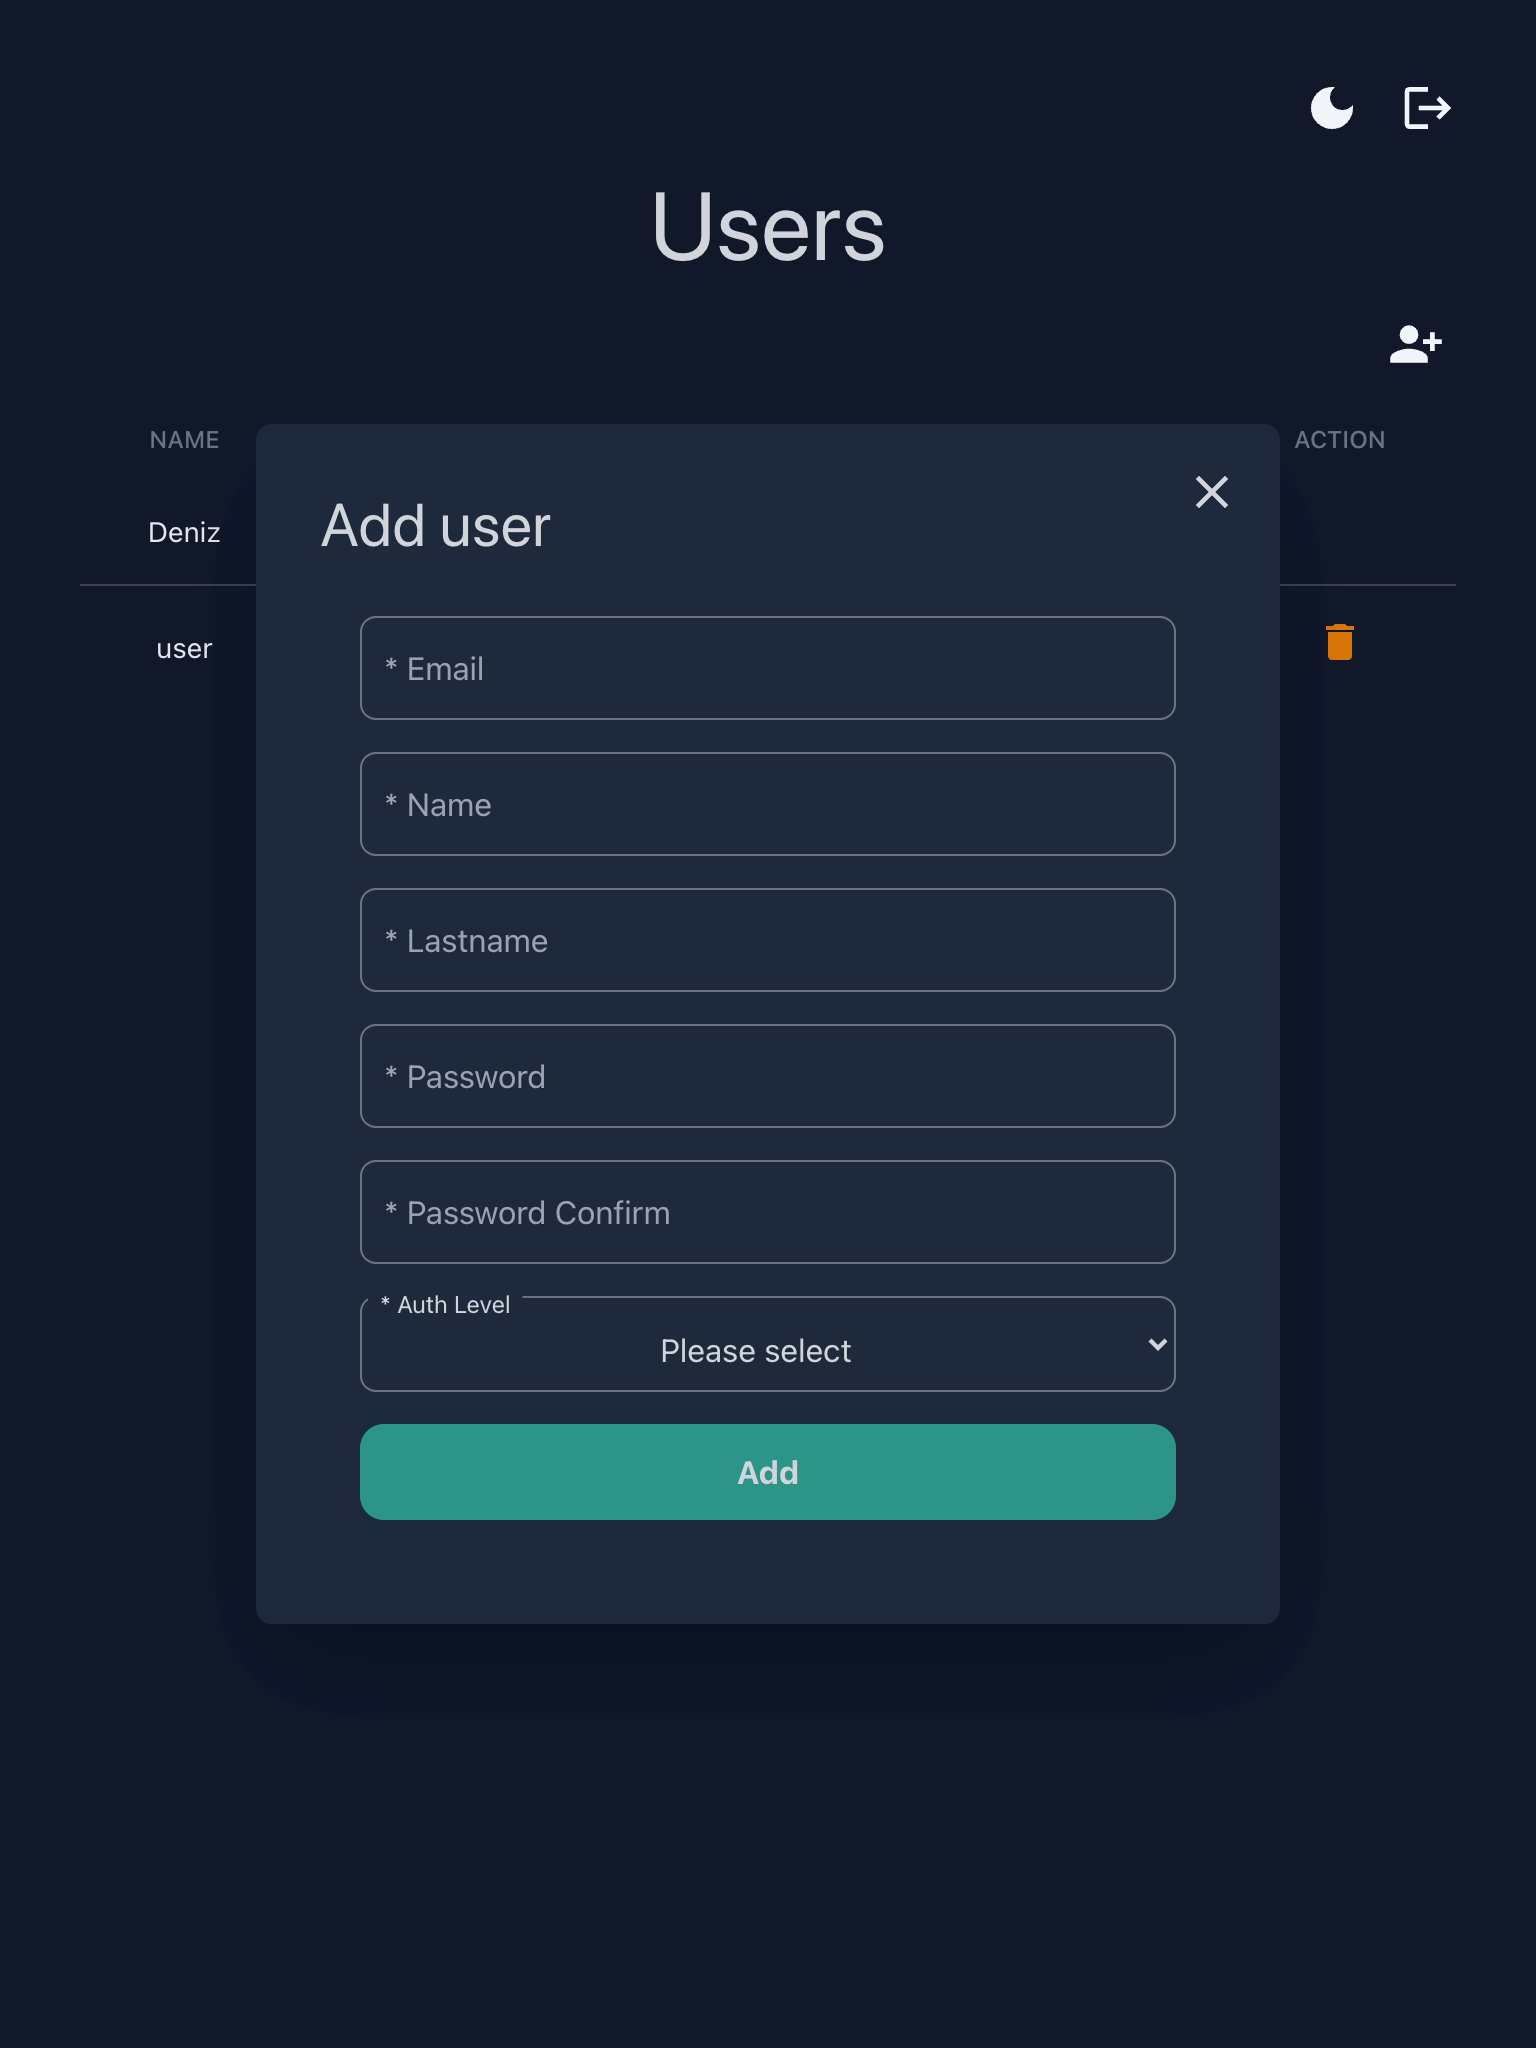 Users
NAME
ACTION
Deniz
user
Add user
* Email
* Name
* Lastname
* Password
* Password Confirm
* Auth Level
Please select
Add